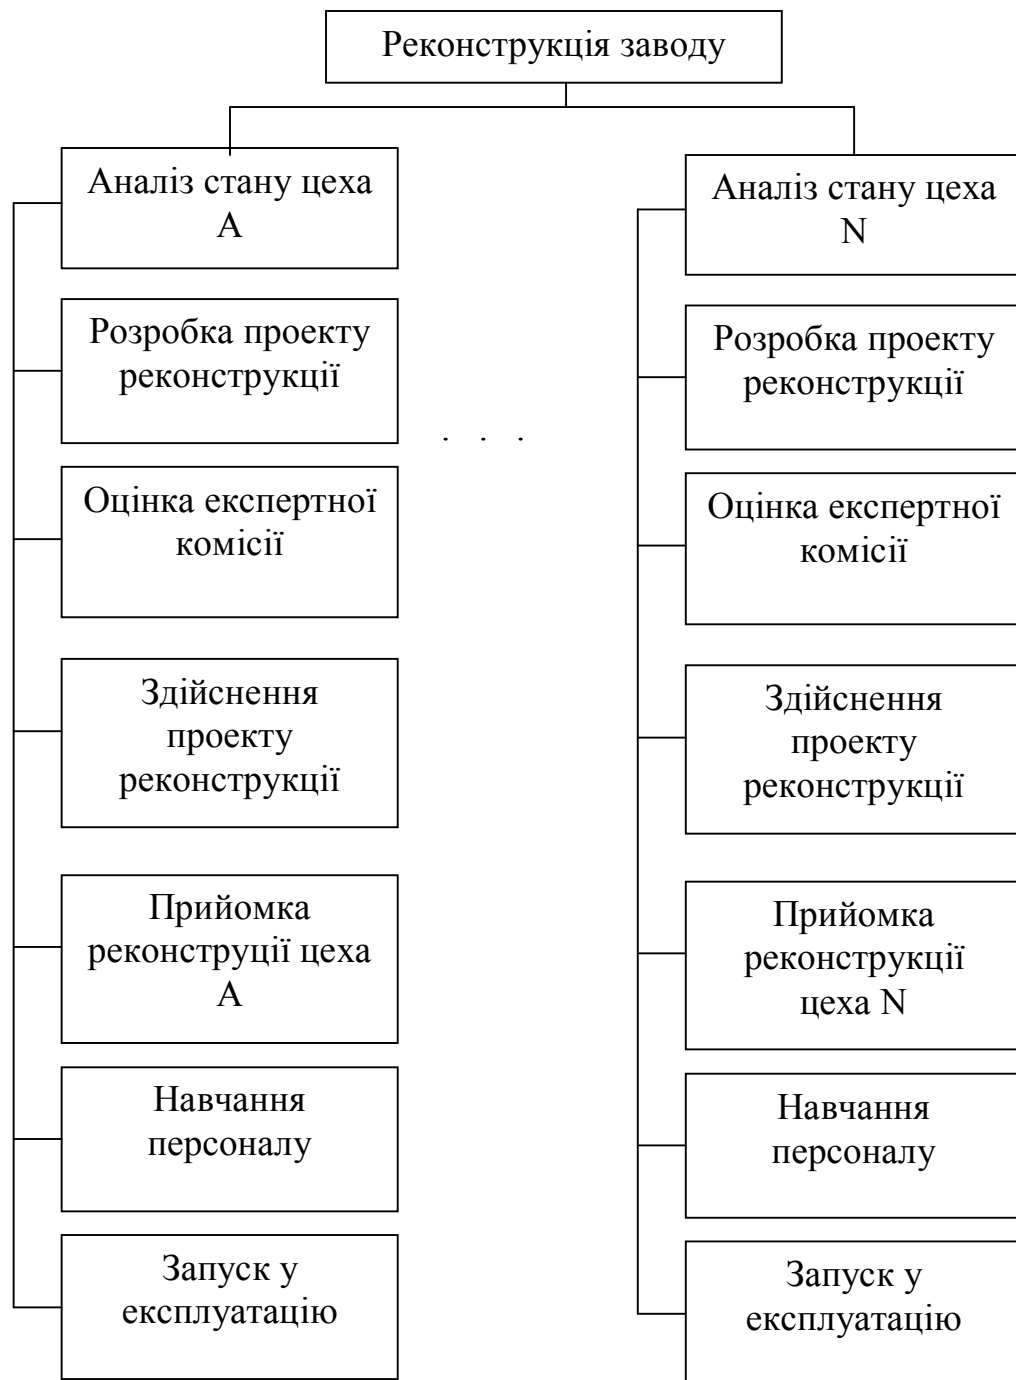 Реконструкція заводу
Аналіз стану цеха
А
Розробка проекту
реконструкції
Оцінка експертної
комісії
Здійснення
проекту
реконструкції
Прийомка
реконструції цеха
А
Навчання
персоналу
Запуск у
експлуатацію
. . .
Аналіз стану цеха
N
Розробка проекту
реконструкції
Оцінка експертної
комісії
Здійснення
проекту
реконструкції
Прийомка
реконструкції
цеха N
Навчання
персоналу
Запуск у
експлуатацію